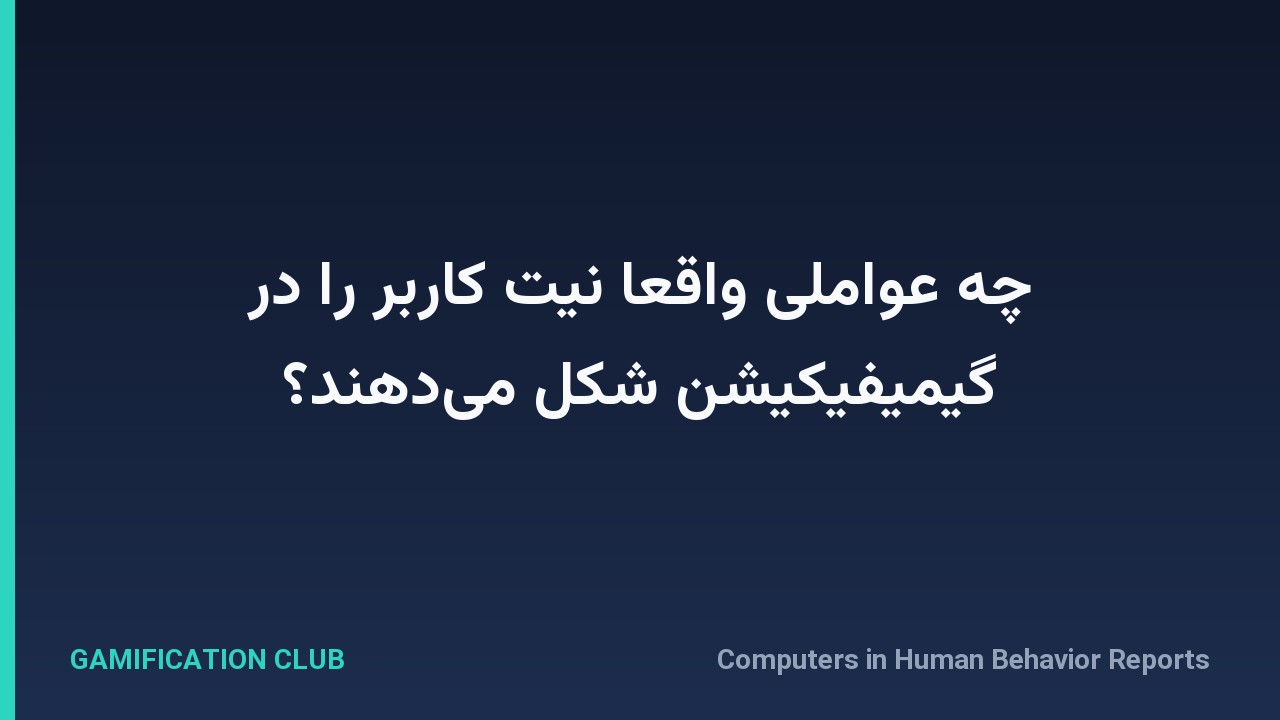 چه عواملی واقعا نیت کاربر را در
گیمیفیکیشن شکل می‌دهند؟
GAMIFICATION CLUB
Computers in Human Behavior Reports